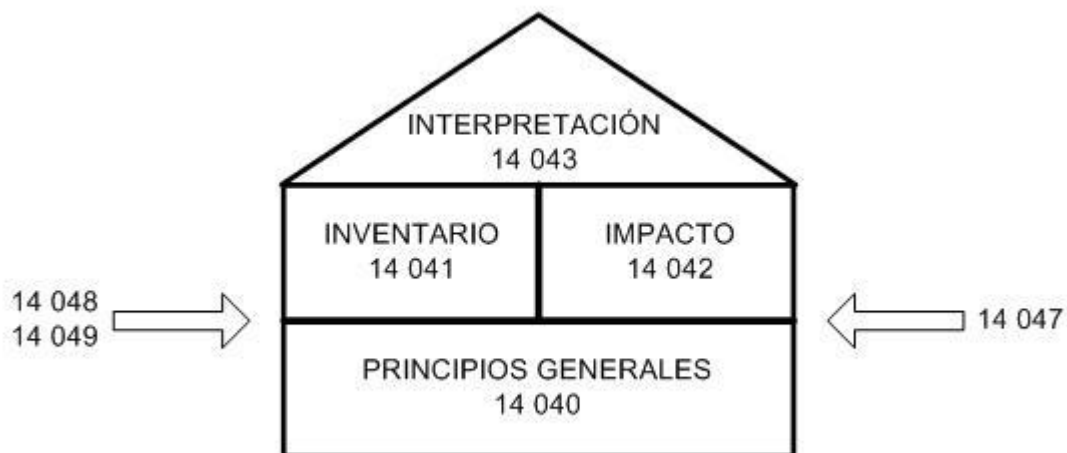 INTERPRETACIÓN
14 043
INVENTARIO
14 041
IMPACTO
14 042
14 048
14 049
14 047
PRINCIPIOS GENERALES
14 040